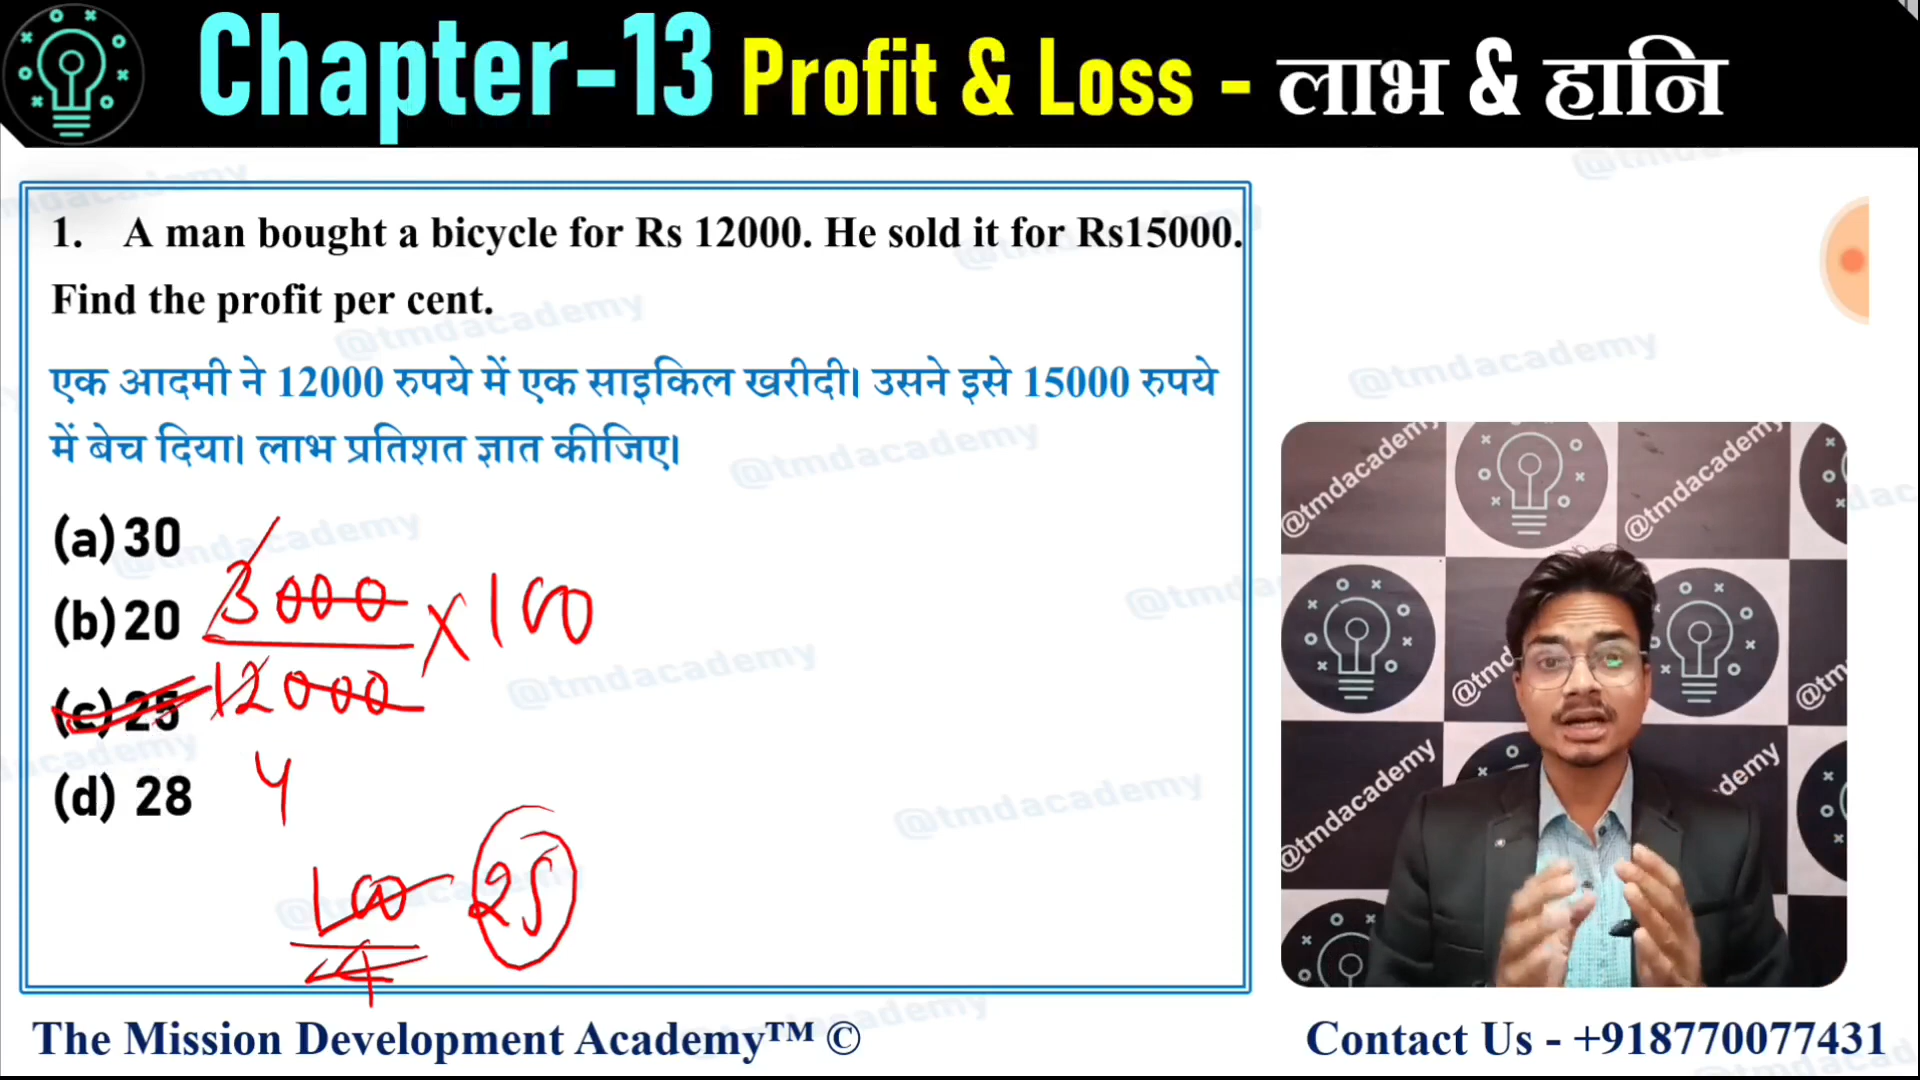 Chapter-13 Profit & Loss - लाभ & हानि
1. A man bought a bicycle for Rs 12000. He sold it for Rs15000.
Find the profit per cent.
एक आदमी ने 12000 रुपये में एक साइकिल खरीदी। उसने इसे 15000 रुपये
में बेच दिया। लाभ प्रतिशत ज्ञात कीजिए।
(a) 30
(b) 20
(c) 25
(d) 28
3000
12000
× 100
4
100
4
25
@tmdacademy
The Mission Development Academy™ ©
Contact Us - +918770077431